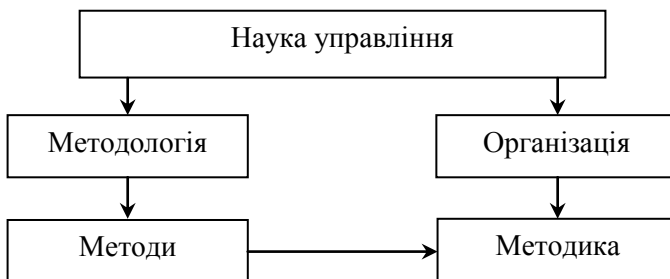 Наука управління
Методологія
Організація
Методи
Методика